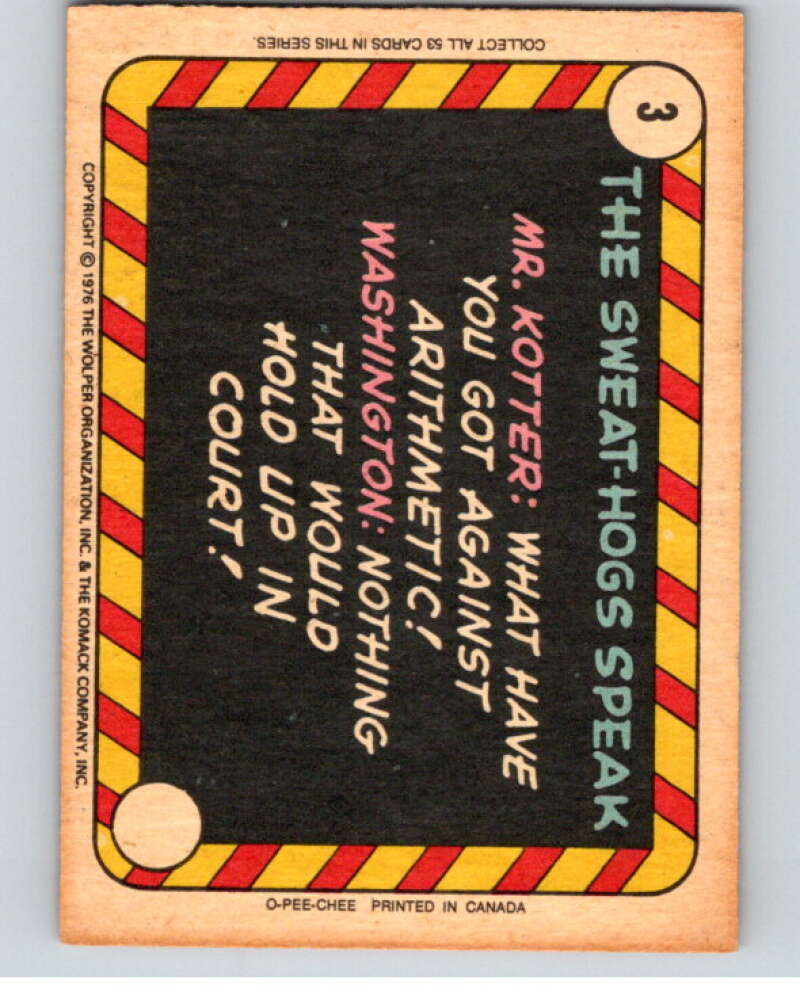 3
THE SWEAT-HOGS SPEAK
MR. KOTTER: WHAT HAVE
YOU GOT AGAINST
ARITHMETIC!
WASHINGTON: NOTHING
THAT WOULD
HOLD UP IN
COURT!
COPYRIGHT © 1976 THE WOLPER ORGANIZATION, INC. & THE KOMACK COMPANY, INC.
COLLECT ALL 53 CARDS IN THIS SERIES.
O-PEE-CHEE PRINTED IN CANADA